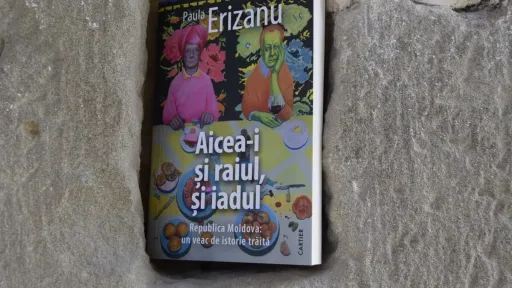 Paula
Erizanu
Aicea-i
și raiul,
și iadul
Republica Moldova:
un veac de istorie trăită
CARTIER